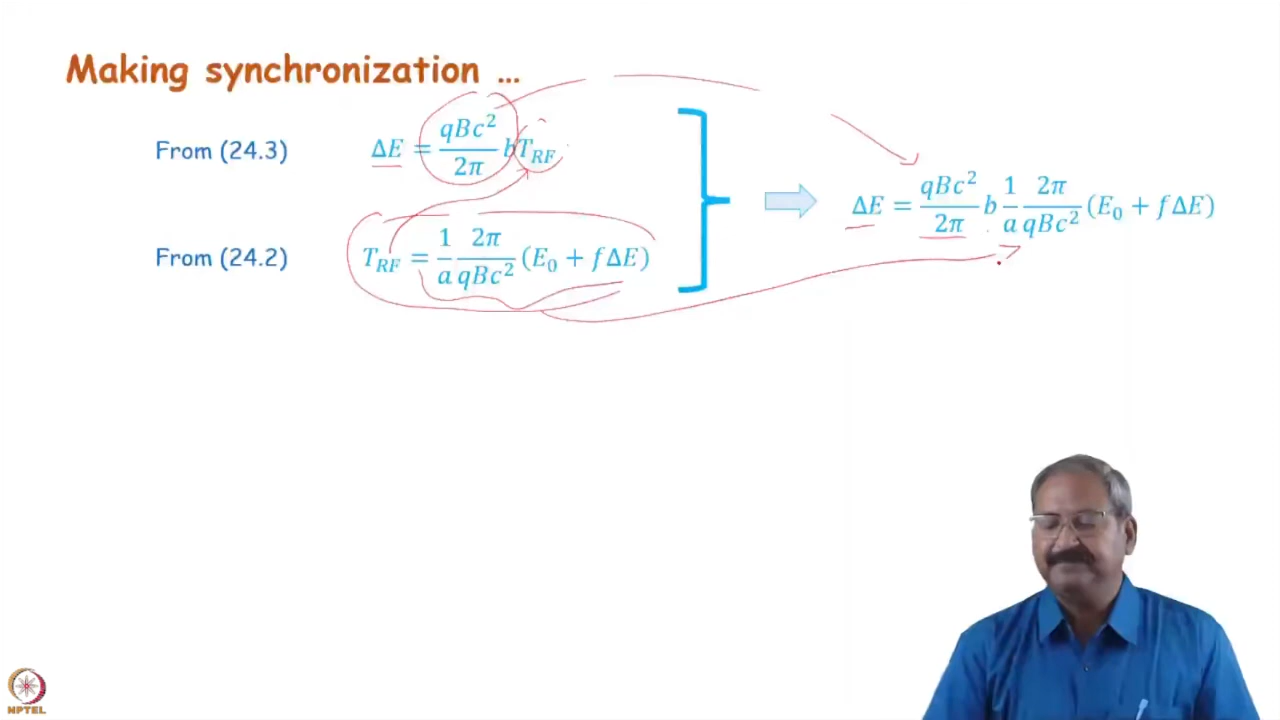 Making synchronization ...
From (24.3) ΔE = qBc²/2π bT_RF
From (24.2) T_RF = 1/a 2π/qBc² (E₀ + fΔE)
ΔE = qBc²/2π b 1/a 2π/qBc² (E₀ + fΔE)
NPTEL